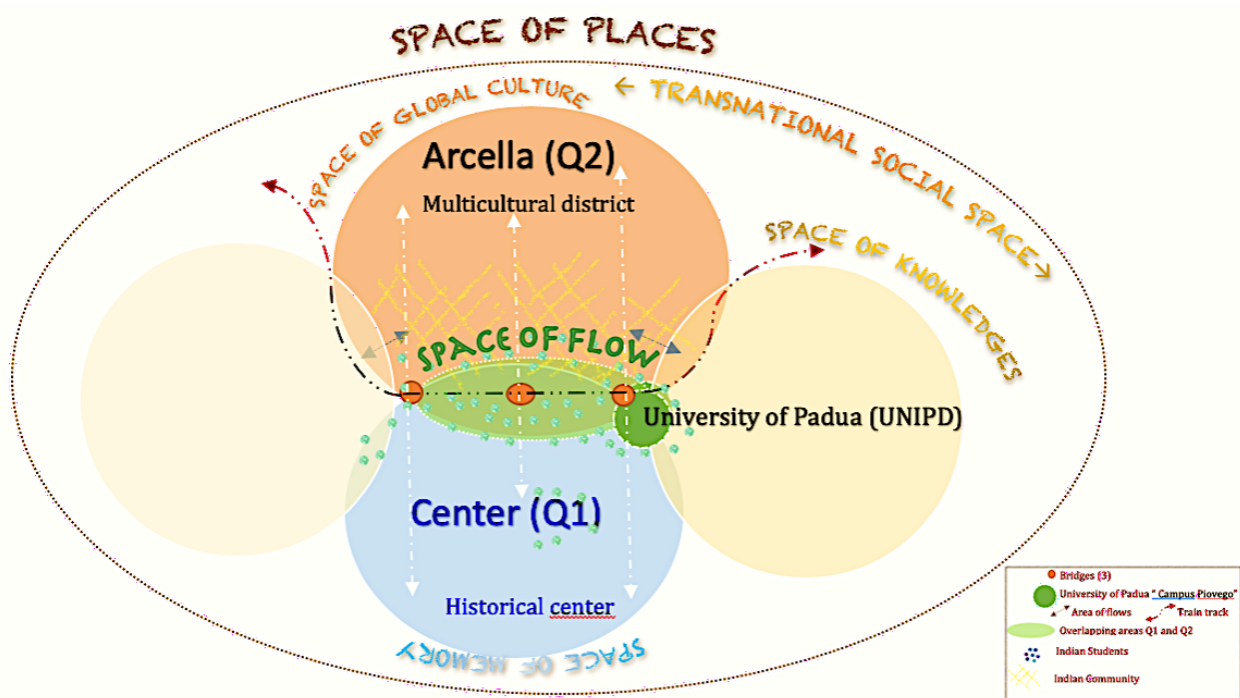 SPACE OF PLACES
SPACE OF GLOBAL CULTURE
← TRANSNATIONAL SOCIAL SPACE →
Arcella (Q2)
Multicultural district
SPACE OF KNOWLEDGES
SPACE OF FLOW
University of Padua (UNIPD)
Center (Q1)
Historical center
SPACE OF MEMORY
Bridges (3)
University of Padua " Campus Piovego"
Area of flows
Train track
Overlapping areas Q1 and Q2
Indian Students
Indian Community